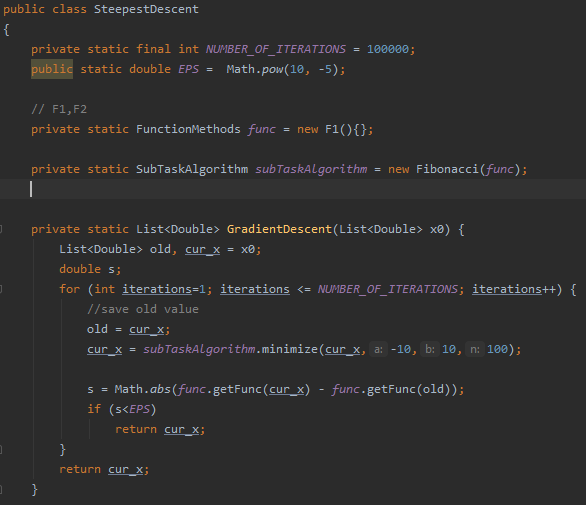 public class SteepestDescent
{
    private static final int NUMBER_OF_ITERATIONS = 100000;
    public static double EPS =  Math.pow(10, -5);

    // F1,F2
    private static FunctionMethods func = new F1(){};

    private static SubTaskAlgorithm subTaskAlgorithm = new Fibonacci(func);

    private static List<Double> GradientDescent(List<Double> x0) {
        List<Double> old, cur_x = x0;
        double s;
        for (int iterations=1; iterations <= NUMBER_OF_ITERATIONS; iterations++) {
            //save old value
            old = cur_x;
            cur_x = subTaskAlgorithm.minimize(cur_x, a: -10, b: 10, n: 100);

            s = Math.abs(func.getFunc(cur_x) - func.getFunc(old));
            if (s<EPS)
                return cur_x;
        }
        return cur_x;
    }